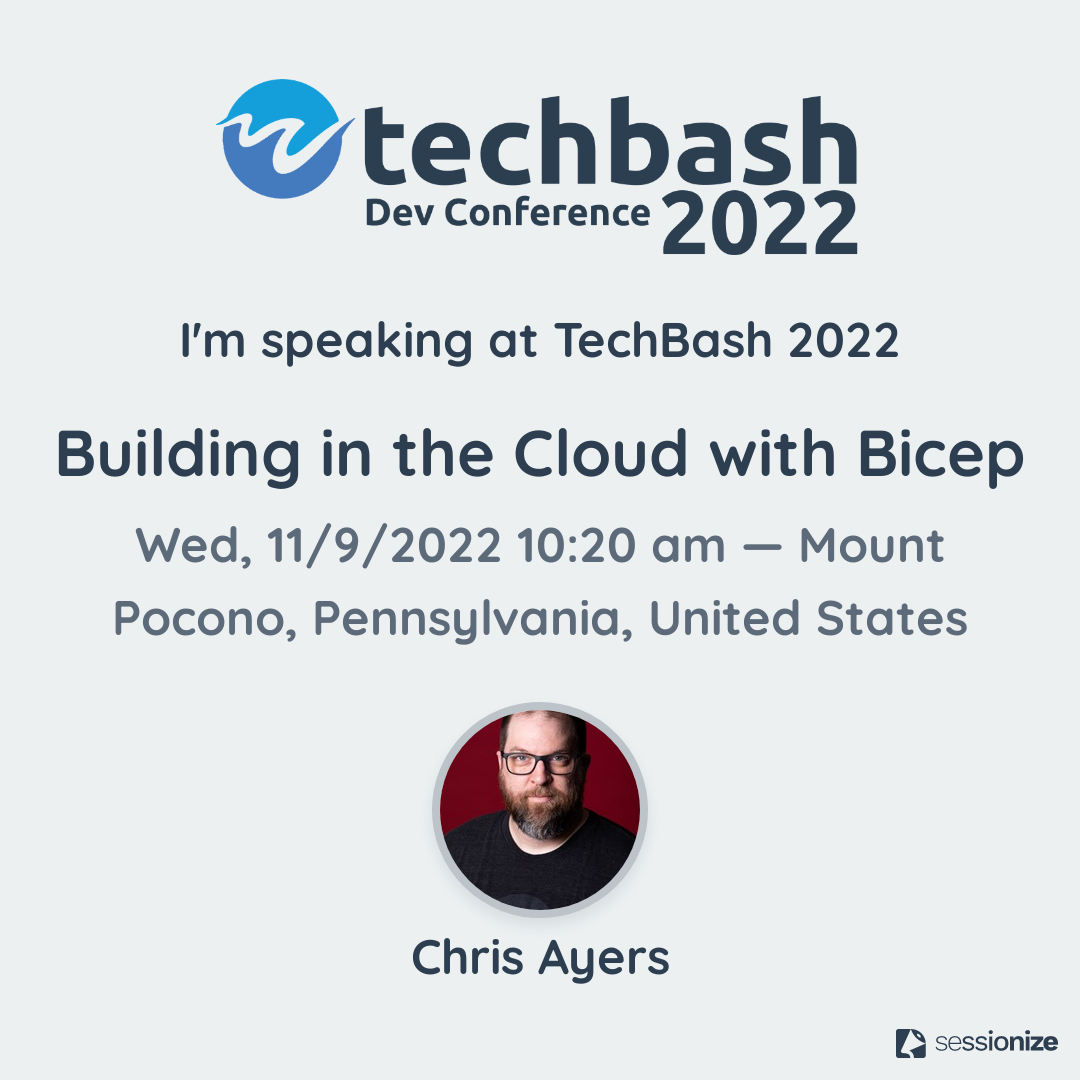 techbash
Dev Conference 2022
I'm speaking at TechBash 2022
Building in the Cloud with Bicep
Wed, 11/9/2022 10:20 am — Mount
Pocono, Pennsylvania, United States
Chris Ayers
sessionize